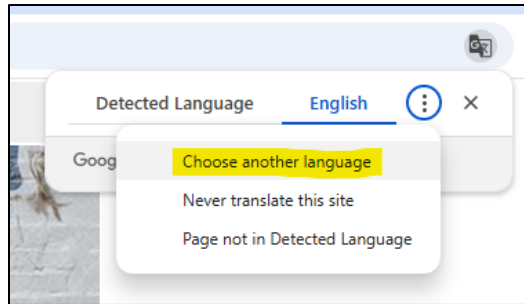 Detected Language English
Goog
Choose another language
Never translate this site
Page not in Detected Language